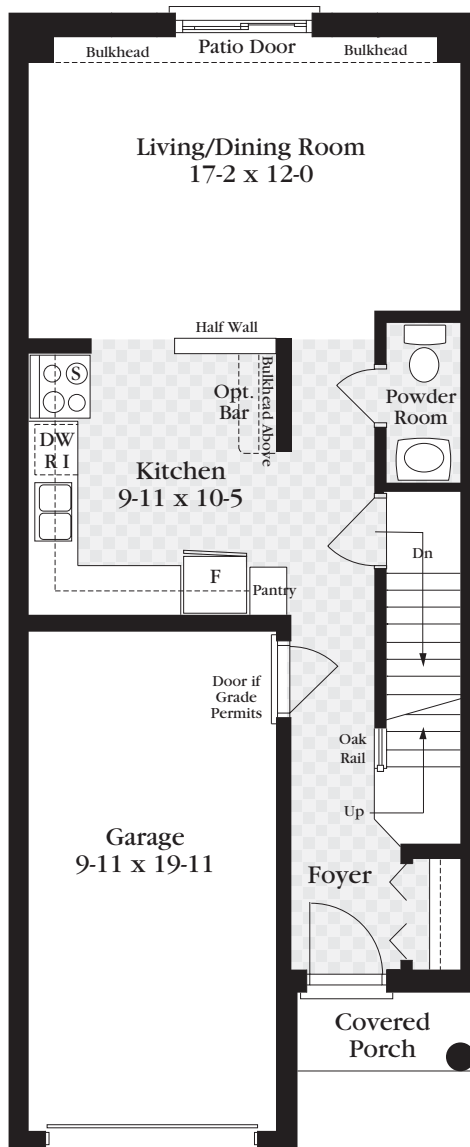 Bulkhead
Patio Door
Bulkhead
Living/Dining Room
17-2 x 12-0
Half Wall
S
Opt.
Bar
Bulkhead Above
Powder
Room
DW
R I
Kitchen
9-11 x 10-5
Dn
F
Pantry
Door if
Grade
Permits
Oak
Rail
Up
Garage
9-11 x 19-11
Foyer
Covered
Porch